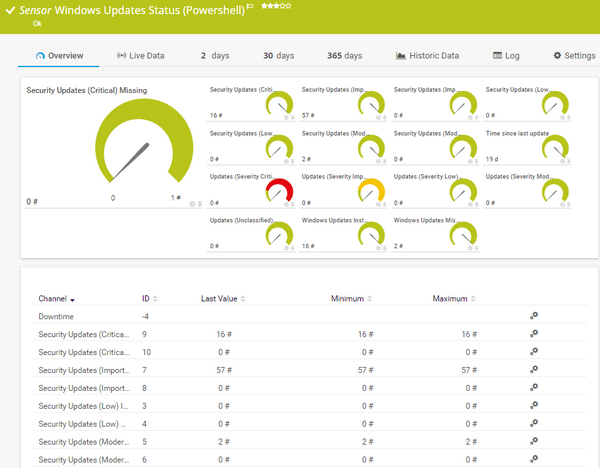 Sensor Windows Updates Status (Powershell)
Ok
Overview
Live Data
2 days
30 days
365 days
Historic Data
Log
Settings
Security Updates (Critical) Missing
0 #
0
1 #
Security Updates (Criti...
16 #
Security Updates (Imp...
57 #
Security Updates (Imp...
0 #
Security Updates (Low...
0 #
Security Updates (Low...
0 #
Security Updates (Mod...
2 #
Security Updates (Mod...
0 #
Time since last update
19 d
Updates (Severity Criti...
0 #
Updates (Severity Imp...
0 #
Updates (Severity Low)...
0 #
Updates (Severity Mod...
0 #
Updates (Unclassified)...
0 #
Windows Updates Inst...
16 #
Windows Updates Mis...
2 #
Channel ID Last Value Minimum Maximum
Downtime -4
Security Updates (Critica... 9 16 # 16 # 16 #
Security Updates (Critica... 10 0 # 0 # 0 #
Security Updates (Import... 7 57 # 57 # 57 #
Security Updates (Import... 8 0 # 0 # 0 #
Security Updates (Low) I... 3 0 # 0 # 0 #
Security Updates (Low) ... 4 0 # 0 # 0 #
Security Updates (Moder... 5 2 # 2 # 2 #
Security Updates (Moder... 6 0 # 0 # 0 #